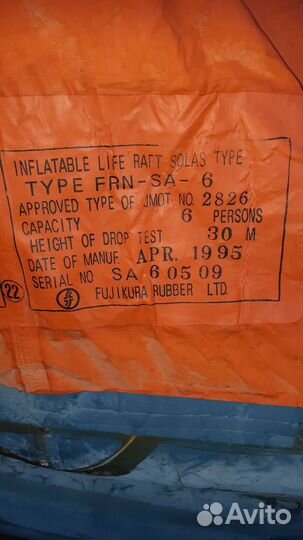 INFLATABLE LIFE RAFT SOLAS TYPE
TYPE FRN-SA-6
APPROVED TYPE OF JMOT NO. 2826
CAPACITY 6 PERSONS
HEIGHT OF DROP TEST 30 M
DATE OF MANUF. APR. 1995
SERIAL NO SA 60509
FUJIKURA RUBBER LTD.
22
Avito